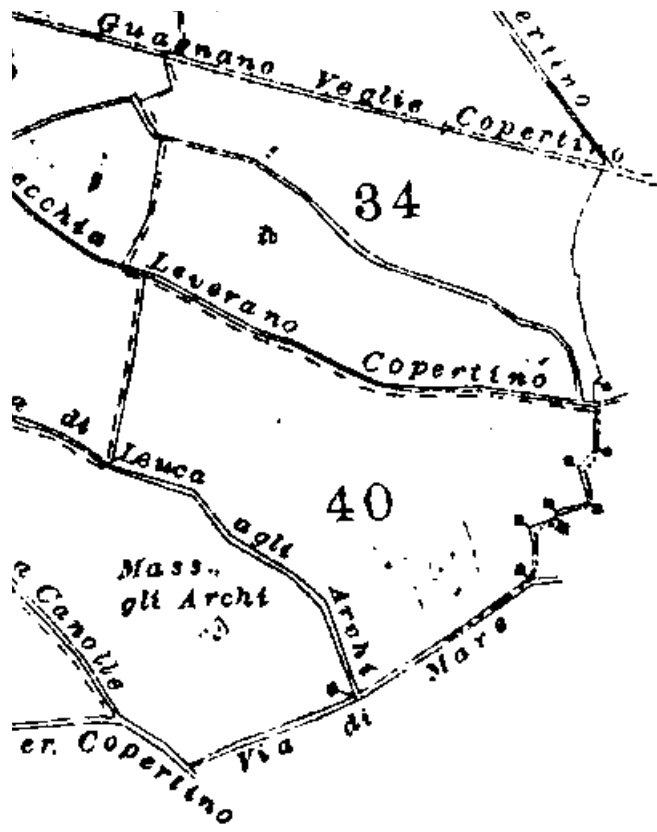 Guagnano Veglie Copertino
ertino
34
ecchia Leverano Copertino
a di Leuca agli Archi
40
Mass.
gli Archi
a Canolle
Via di Mare
er. Copertino